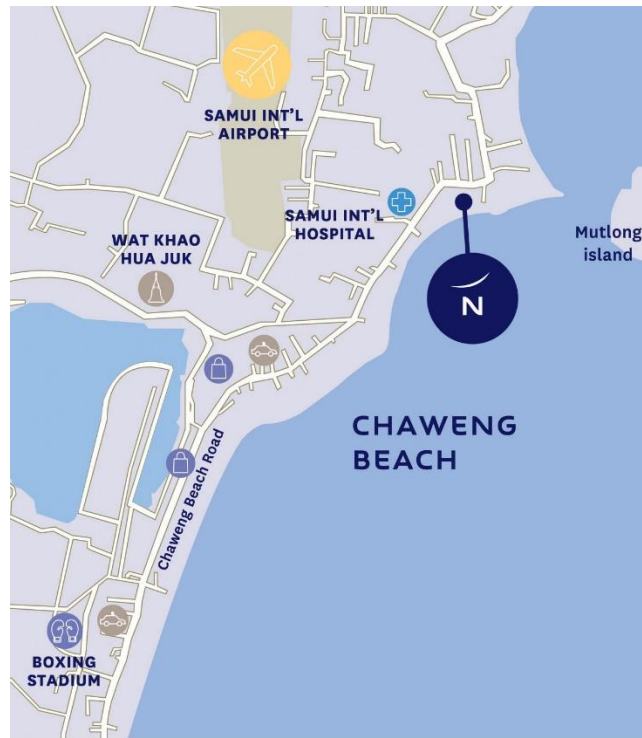 SAMUI INT'L
AIRPORT
SAMUI INT'L
HOSPITAL
WAT KHAO
HUA JUK
Mutlong
island
N
CHAWENG
BEACH
Chaweng Beach Road
BOXING
STADIUM